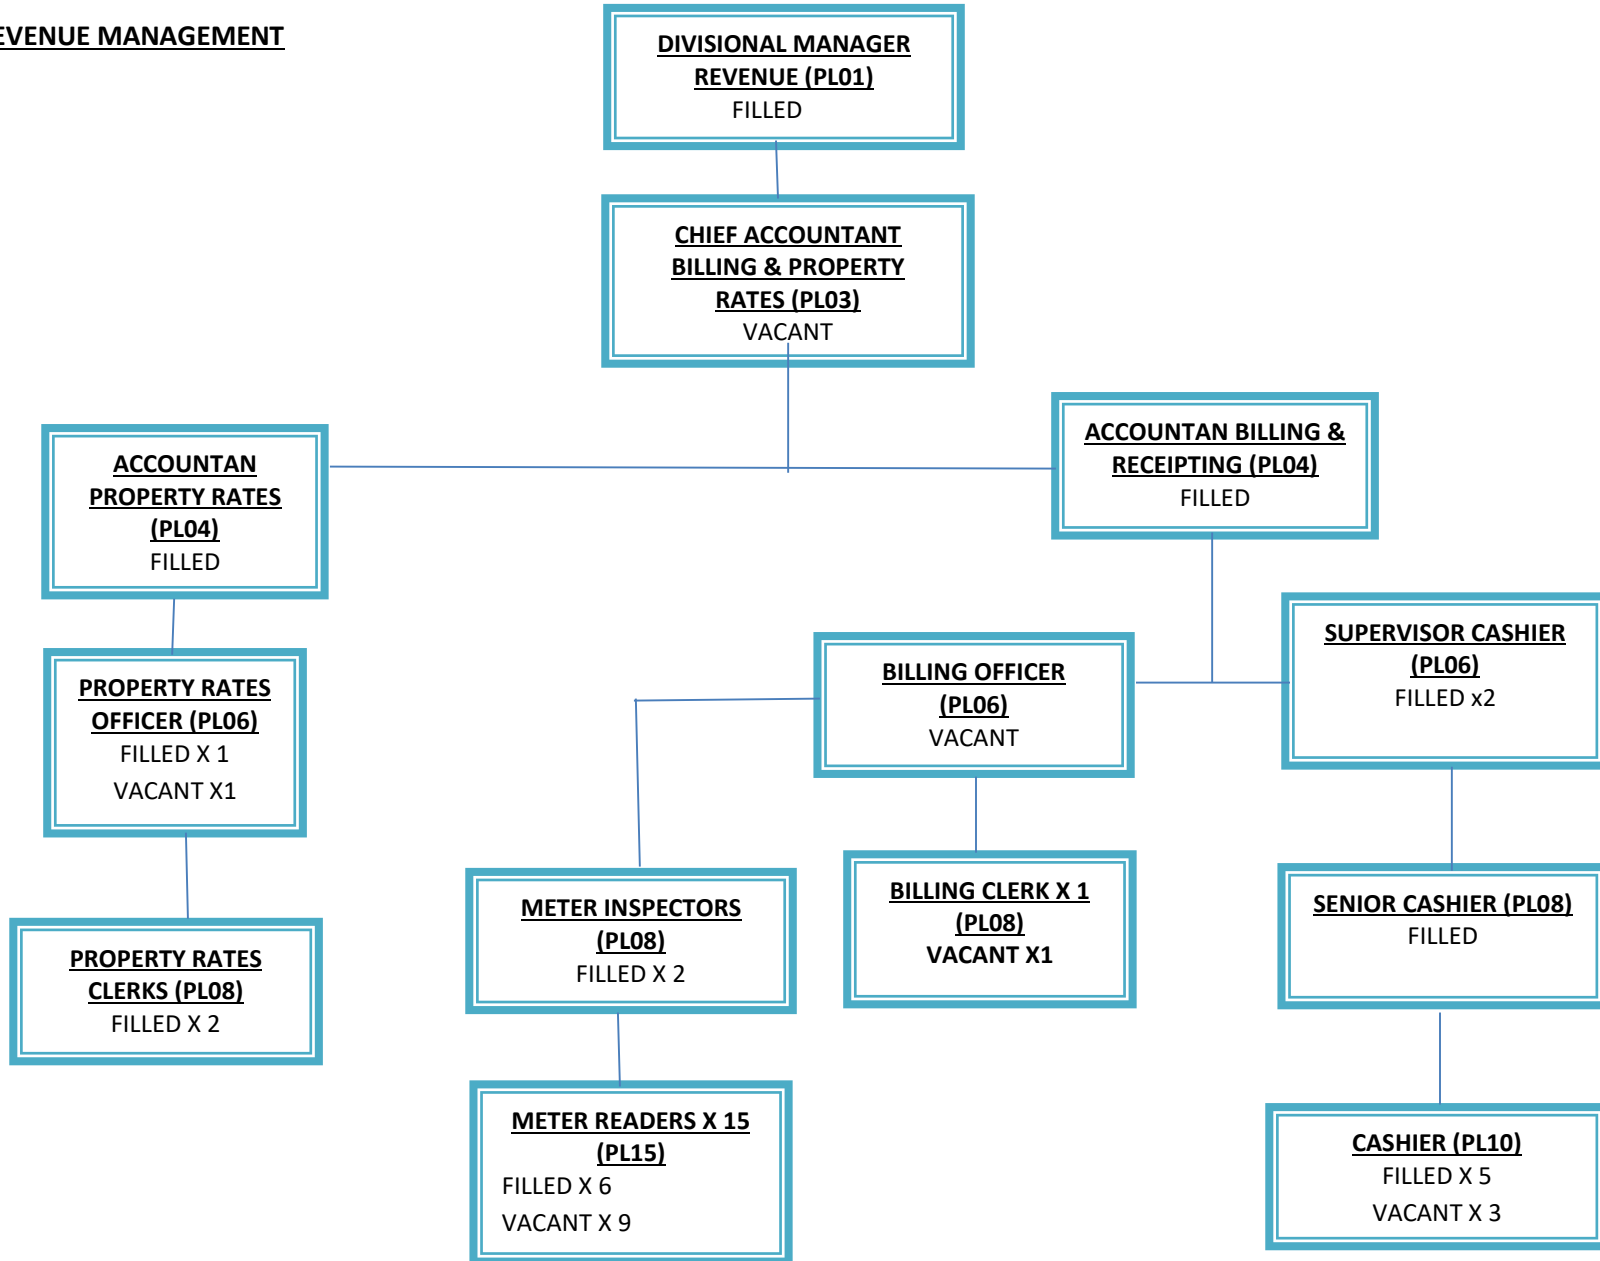 EVENUE MANAGEMENT
DIVISIONAL MANAGER
REVENUE (PL01)
FILLED
CHIEF ACCOUNTANT
BILLING & PROPERTY
RATES (PL03)
VACANT
ACCOUNTAN
PROPERTY RATES
(PL04)
FILLED
ACCOUNTAN BILLING &
RECEIPTING (PL04)
FILLED
PROPERTY RATES
OFFICER (PL06)
FILLED X 1
VACANT X1
BILLING OFFICER
(PL06)
VACANT
SUPERVISOR CASHIER
(PL06)
FILLED x2
PROPERTY RATES
CLERKS (PL08)
FILLED X 2
METER INSPECTORS
(PL08)
FILLED X 2
BILLING CLERK X 1
(PL08)
VACANT X1
SENIOR CASHIER (PL08)
FILLED
METER READERS X 15
(PL15)
FILLED X 6
VACANT X 9
CASHIER (PL10)
FILLED X 5
VACANT X 3